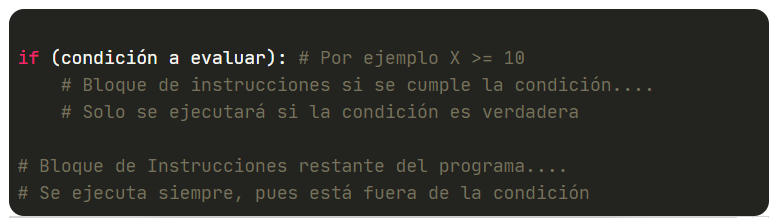 if (condición a evaluar): # Por ejemplo X >= 10
# Bloque de instrucciones si se cumple la condición....
# Solo se ejecutará si la condición es verdadera
# Bloque de Instrucciones restante del programa....
# Se ejecuta siempre, pues está fuera de la condición